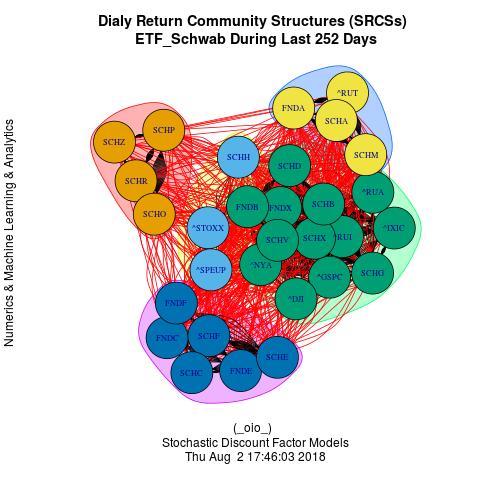 Dialy Return Community Structures (SRCSs)
ETF_Schwab During Last 252 Days
Numerics & Machine Learning & Analytics
^RUT
FNDA
SCHA
SCHP
SCHZ
SCHH
SCHM
SCHD
SCHR
^RUA
SCHB
FNDB
FNDX
SCHO
^STOXX
^IXIC
^RUI
SCHX
SCHV
^NYA
^SPEUP
^GSPC
SCHG
^DJI
FNDF
SCHF
FNDC
SCHE
SCHC
FNDE
(_oIo_)
Stochastic Discount Factor Models
Thu Aug 2 17:46:03 2018